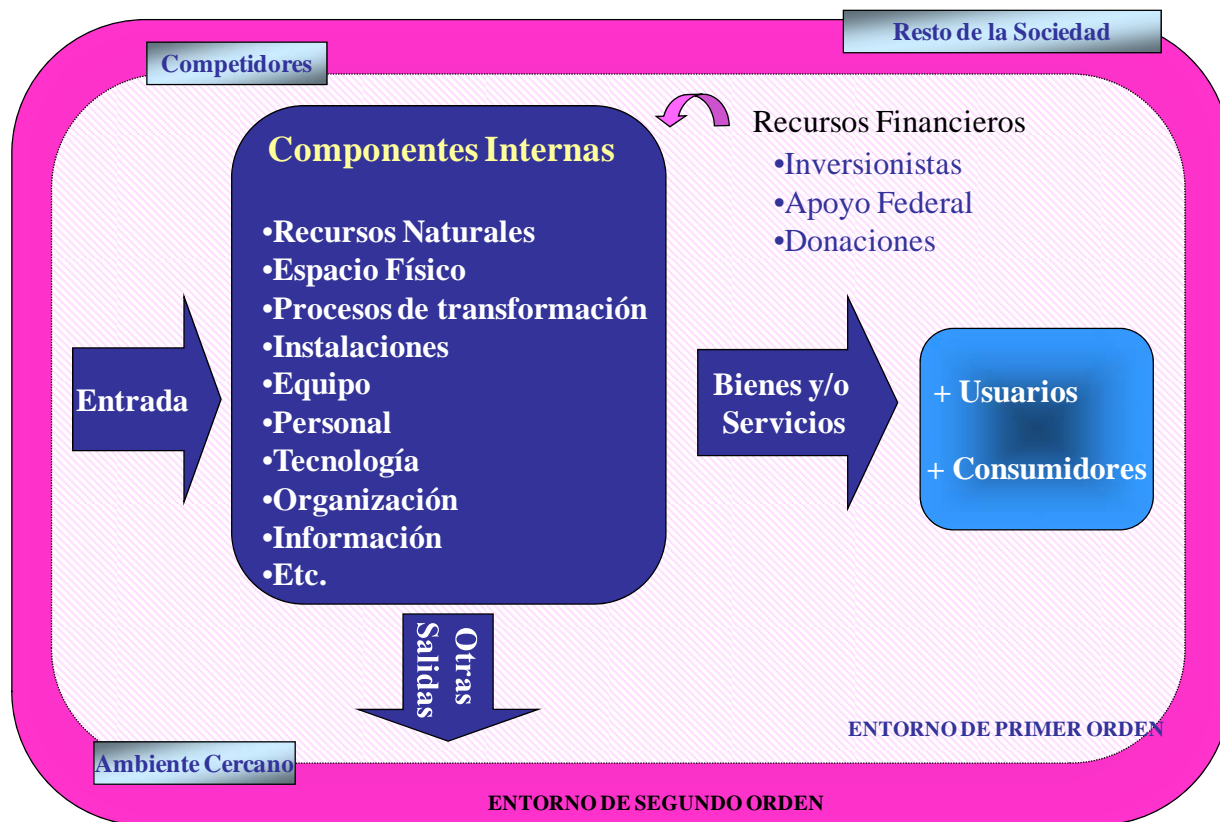 Resto de la Sociedad
Competidores
Componentes Internas
•Recursos Naturales
•Espacio Físico
•Procesos de transformación
•Instalaciones
•Equipo
•Personal
•Tecnología
•Organización
•Información
•Etc.
Recursos Financieros
•Inversionistas
•Apoyo Federal
•Donaciones
Entrada
Bienes y/o
Servicios
+ Usuarios
+ Consumidores
Otras
Salidas
ENTORNO DE PRIMER ORDEN
Ambiente Cercano
ENTORNO DE SEGUNDO ORDEN